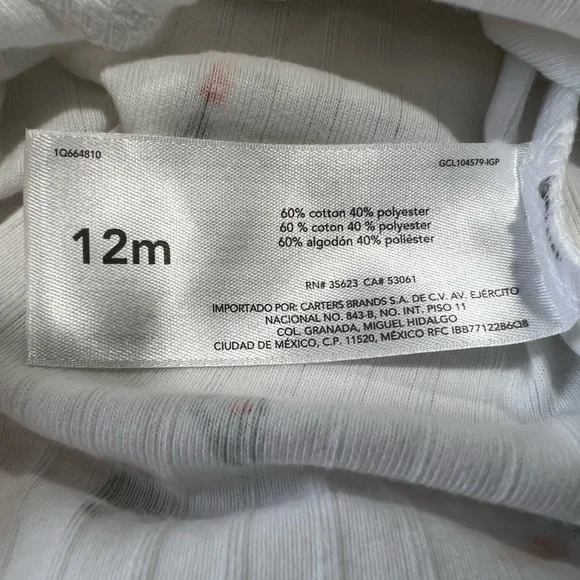 1Q664810
GCL104579-IGP
12m
60% cotton 40% polyester
60 % coton 40 % polyester
60% algodón 40% poliéster
RN# 35623 CA# 53061
IMPORTADO POR: CARTERS BRANDS S.A. DE C.V. AV. EJÉRCITO
NACIONAL NO. 843-B, NO. INT. PISO 11
COL. GRANADA, MIGUEL HIDALGO
CIUDAD DE MÉXICO, C.P. 11520, MÉXICO RFC IBB7712286Q8